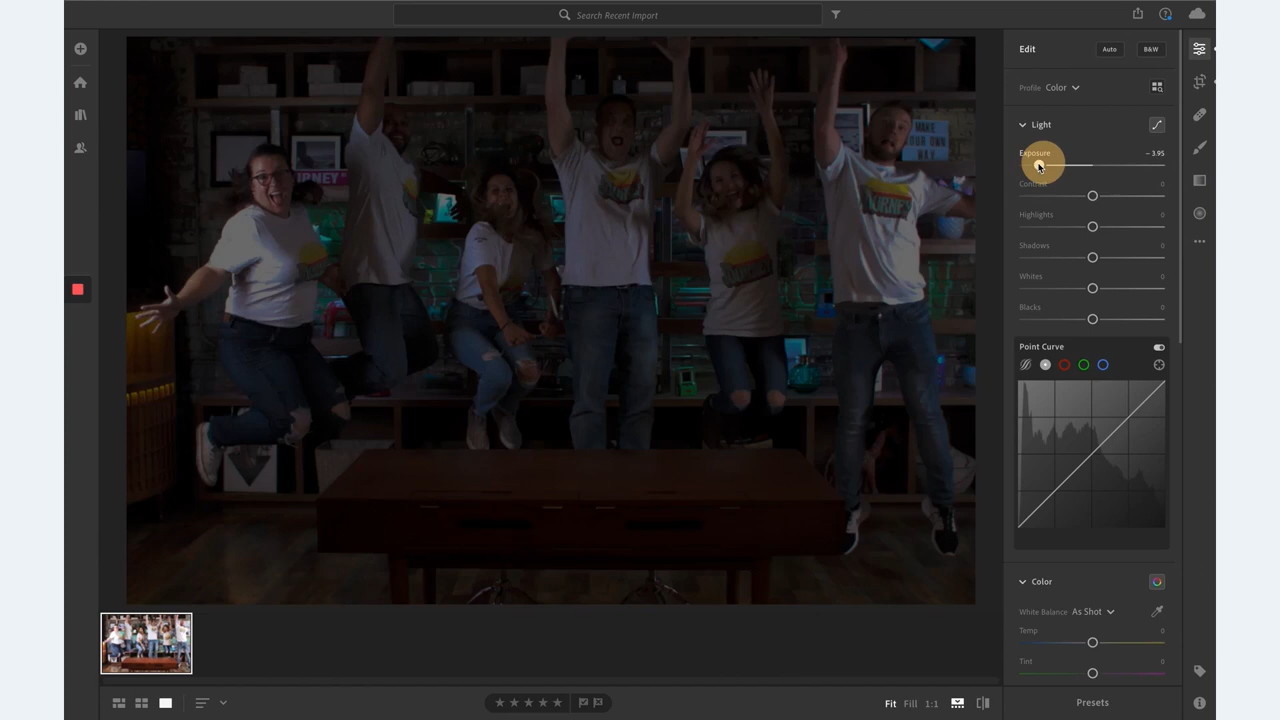 Search Recent Import
Edit
Auto
B&W
Profile Color
Light
Exposure
− 3.95
Contrast
0
Highlights
0
Shadows
0
Whites
0
Blacks
0
Point Curve
Color
White Balance As Shot
Temp
0
Tint
0
Fit Fill 1:1
Presets
MAKE
YOUR OWN
WAY
JOURNEY